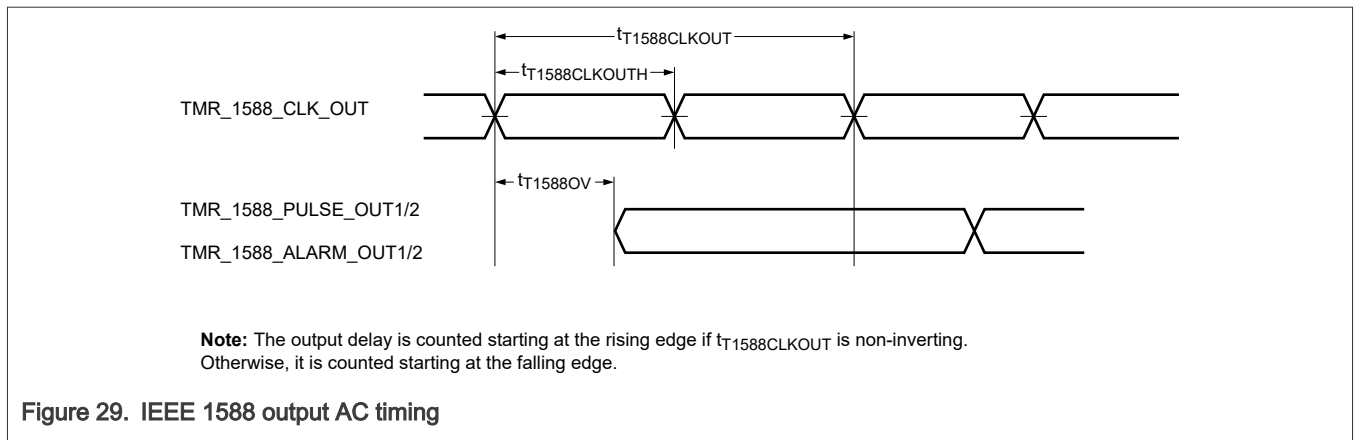 tT1588CLKOUT
tT1588CLKOUTH
TMR_1588_CLK_OUT
tT1588OV
TMR_1588_PULSE_OUT1/2
TMR_1588_ALARM_OUT1/2
Note: The output delay is counted starting at the rising edge if tT1588CLKOUT is non-inverting.
Otherwise, it is counted starting at the falling edge.
Figure 29. IEEE 1588 output AC timing